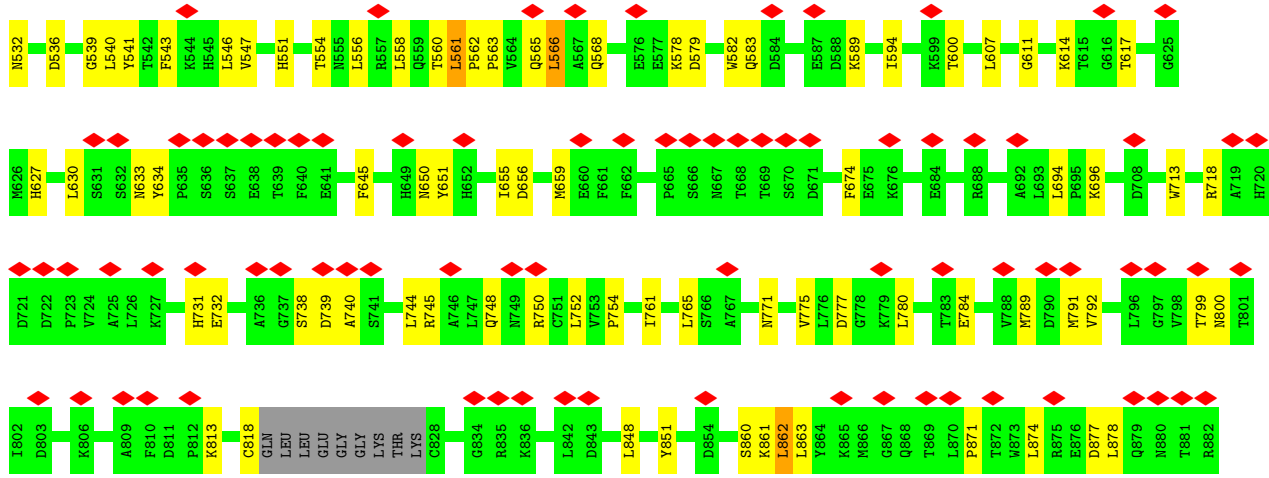 N532 D536 G539 L540 Y541 T542 F543 K544 H545 L546 V547 H551 T554 N555 L556 R557 L558 Q559 T560 L561 P562 P563 V564 Q565 L566 A567 Q568 E576 E577 K578 D579 W582 Q583 D584 E587 D588 K589 I594 K599 T600 L607 G611 K614 T615 G616 T617 G625
M626 H627 L630 S631 S632 N633 Y634 P635 S636 S637 E638 T639 F640 E641 F645 H649 N650 Y651 H652 I655 D656 M659 E660 F661 F662 P665 S666 N667 T668 T669 S670 D671 F674 E675 K676 E684 R688 A692 L693 L694 P695 K696 D708 W713 R718 A719 H720
D721 D722 P723 V724 A725 L726 K727 H731 E732 A736 G737 S738 D739 A740 S741 L744 R745 A746 L747 Q748 N749 R750 C751 L752 V753 P754 I761 L765 S766 A767 N771 V775 L776 D777 G778 K779 L780 T783 E784 V788 M789 D790 M791 V792 L796 G797 V798 T799 N800 T801
I802 D803 K806 A809 F810 D811 P812 K813 C818 GLN LEU LEU GLU GLY GLY LYS THR LYS C828 G834 R835 K836 L842 D843 L848 Y851 D854 S860 K861 L862 L863 Y864 K865 M866 G867 Q868 T869 L870 P871 T872 W873 L874 R875 E876 D877 L878 Q879 N880 T881 R882